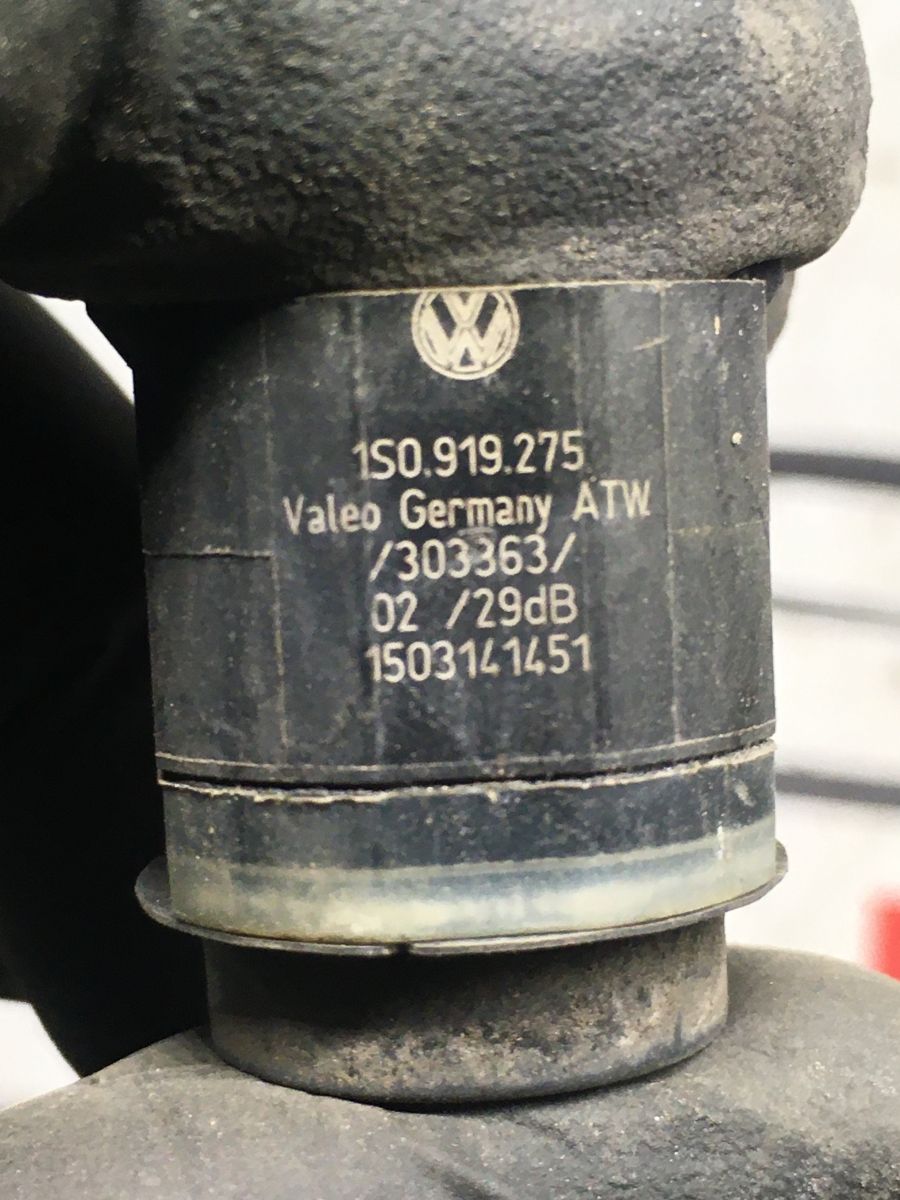 1S0.919.275
Valeo Germany ATW
/303363/
02 /29dB
1503141451